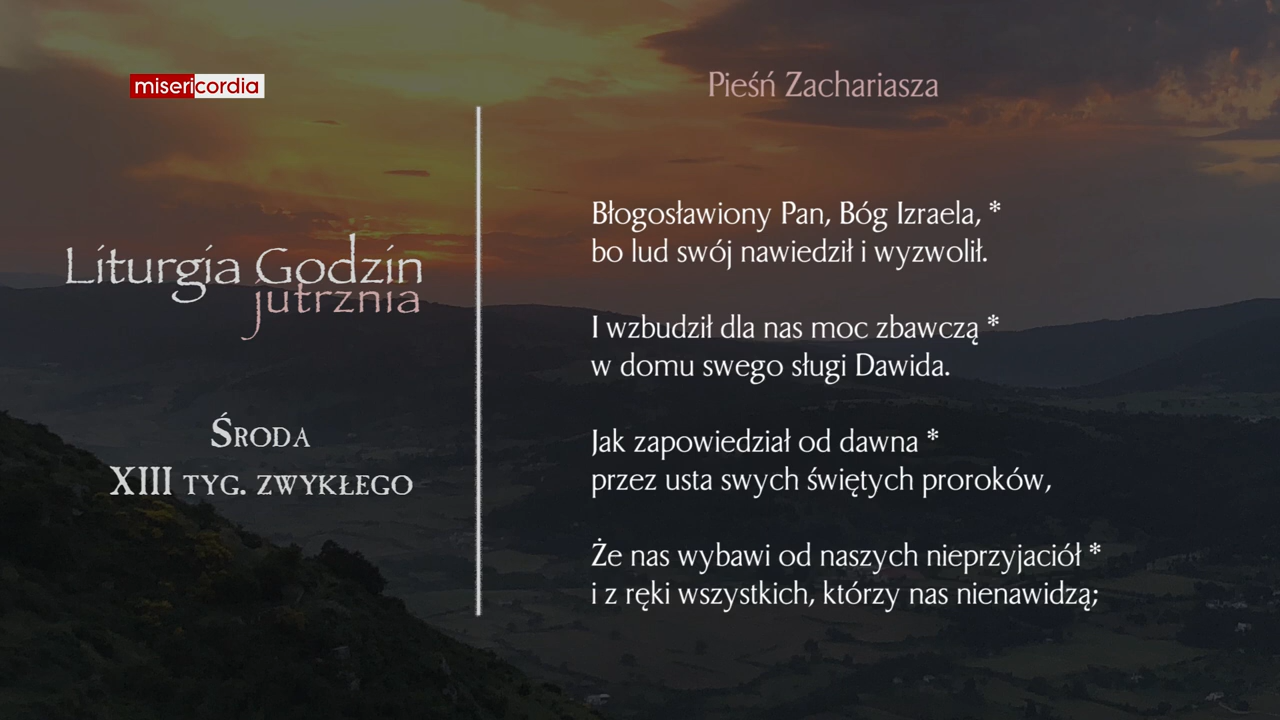 misericordia
Liturgia Godzin
jutrznia
Środa
XIII tyg. zwykłego
Pieśń Zachariasza
Błogosławiony Pan, Bóg Izraela, *
bo lud swój nawiedził i wyzwolił.
I wzbudził dla nas moc zbawczą *
w domu swego sługi Dawida.
Jak zapowiedział od dawna *
przez usta swych świętych proroków,
Że nas wybawi od naszych nieprzyjaciół *
i z ręki wszystkich, którzy nas nienawidzą;